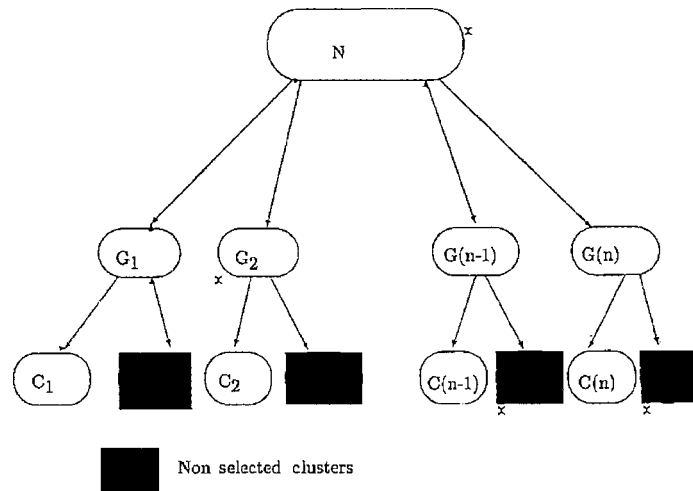 x
N
G1 G2 G(n-1) G(n)
x
C1 C2 C(n-1) C(n)
x x
Non selected clusters